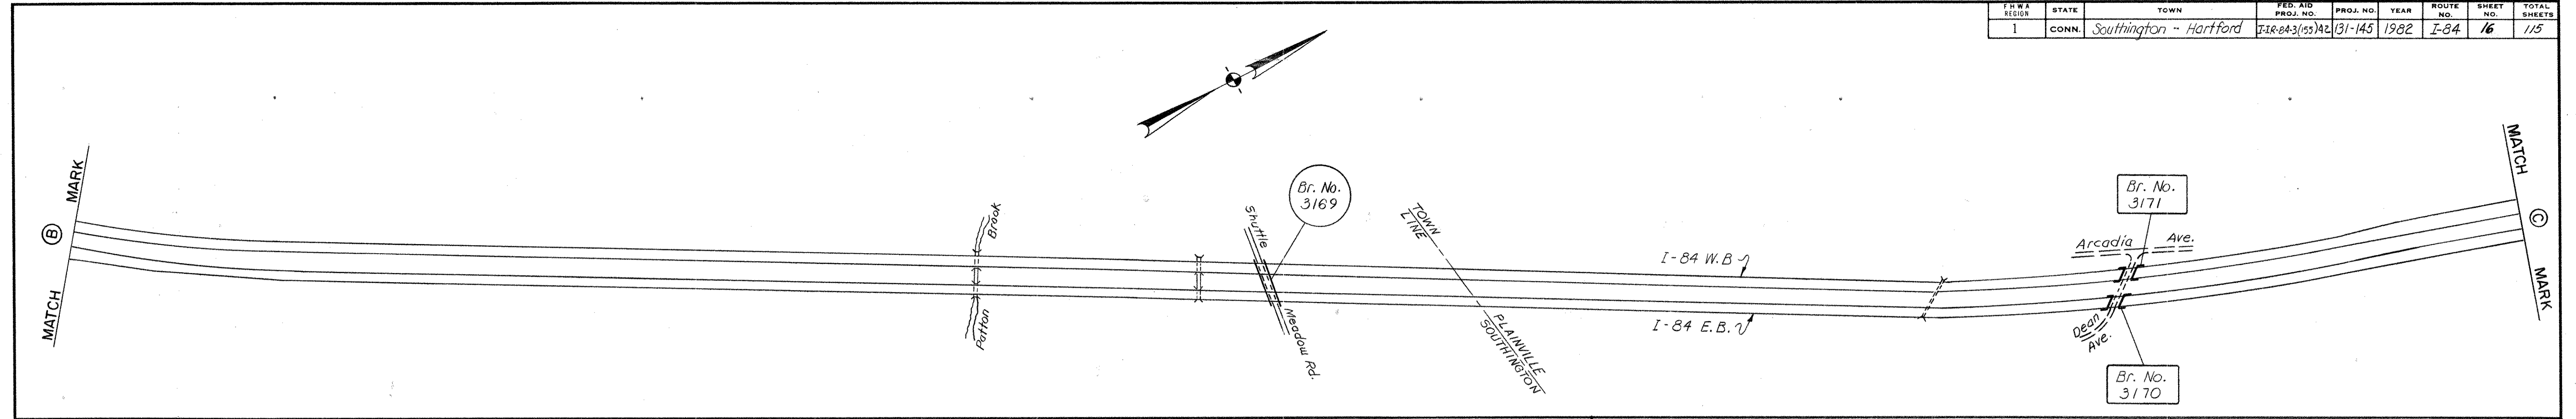 F H W A REGION STATE TOWN FED. AID PROJ. NO. PROJ. NO. YEAR ROUTE NO. SHEET NO. TOTAL SHEETS
1 CONN. Southington - Hartford I-IR-84-3(155)42 131-145 1982 I-84 16 115
MARK
B
MATCH
Brook
Patton
Shuttle
Meadow Rd.
Br. No.
3169
TOWN
LINE
PLAINVILLE
SOUTHINGTON
I-84 W.B
I-84 E.B.
Br. No.
3171
Arcadia Ave.
Dean
Ave.
Br. No.
3170
MATCH
C
MARK